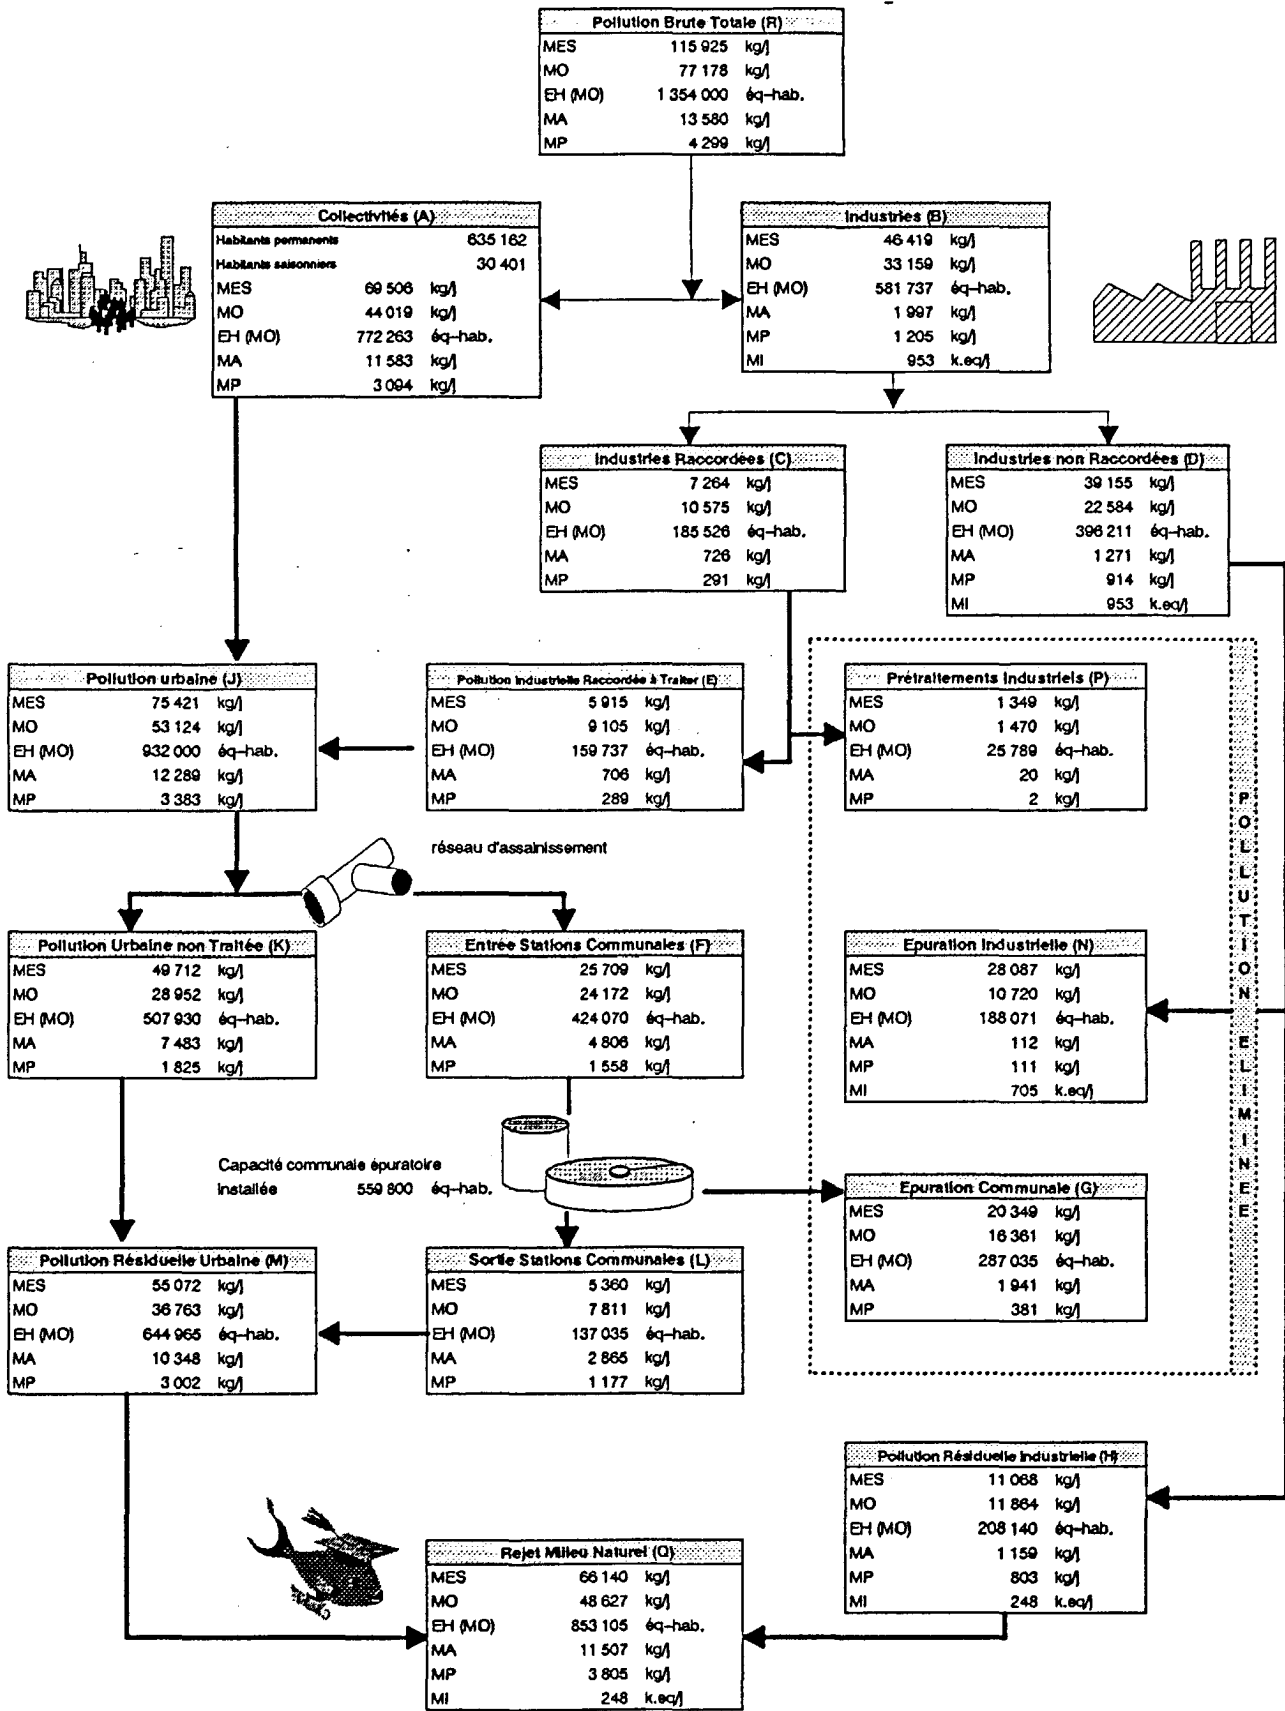 Pollution Brute Totale (R)
MES 115 925 kg/j
MO 77 178 kg/j
EH (MO) 1 354 000 éq-hab.
MA 13 580 kg/j
MP 4 299 kg/j
Collectivités (A)
Habitants permanents 635 162
Habitants saisonniers 30 401
MES 69 506 kg/j
MO 44 019 kg/j
EH (MO) 772 263 éq-hab.
MA 11 583 kg/j
MP 3 094 kg/j
Industries (B)
MES 46 419 kg/j
MO 33 159 kg/j
EH (MO) 581 737 éq-hab.
MA 1 997 kg/j
MP 1 205 kg/j
MI 953 k.eq/j
Industries Raccordées (C)
MES 7 264 kg/j
MO 10 575 kg/j
EH (MO) 185 526 éq-hab.
MA 726 kg/j
MP 291 kg/j
Industries non Raccordées (D)
MES 39 155 kg/j
MO 22 584 kg/j
EH (MO) 396 211 éq-hab.
MA 1 271 kg/j
MP 914 kg/j
MI 953 k.eq/j
Pollution urbaine (J)
MES 75 421 kg/j
MO 53 124 kg/j
EH (MO) 932 000 éq-hab.
MA 12 289 kg/j
MP 3 383 kg/j
Pollution Industrielle Raccordée à Traiter (E)
MES 5 915 kg/j
MO 9 105 kg/j
EH (MO) 159 737 éq-hab.
MA 706 kg/j
MP 289 kg/j
Prétraitements Industriels (P)
MES 1 349 kg/j
MO 1 470 kg/j
EH (MO) 25 789 éq-hab.
MA 20 kg/j
MP 2 kg/j
POLLUTION ELIMINEE
réseau d'assainissement
Pollution Urbaine non Traitée (K)
MES 49 712 kg/j
MO 28 952 kg/j
EH (MO) 507 930 éq-hab.
MA 7 483 kg/j
MP 1 825 kg/j
Entrée Stations Communales (F)
MES 25 709 kg/j
MO 24 172 kg/j
EH (MO) 424 070 éq-hab.
MA 4 806 kg/j
MP 1 558 kg/j
Epuration Industrielle (N)
MES 28 087 kg/j
MO 10 720 kg/j
EH (MO) 188 071 éq-hab.
MA 112 kg/j
MP 111 kg/j
MI 705 k.eq/j
Capacité communale épuratoire
installée 559 800 éq-hab.
Epuration Communale (G)
MES 20 349 kg/j
MO 16 361 kg/j
EH (MO) 287 035 éq-hab.
MA 1 941 kg/j
MP 381 kg/j
Pollution Résiduelle Urbaine (M)
MES 55 072 kg/j
MO 36 763 kg/j
EH (MO) 644 965 éq-hab.
MA 10 348 kg/j
MP 3 002 kg/j
Sortie Stations Communales (L)
MES 5 360 kg/j
MO 7 811 kg/j
EH (MO) 137 035 éq-hab.
MA 2 865 kg/j
MP 1 177 kg/j
Pollution Résiduelle Industrielle (H)
MES 11 068 kg/j
MO 11 864 kg/j
EH (MO) 208 140 éq-hab.
MA 1 159 kg/j
MP 803 kg/j
MI 248 k.eq/j
Rejet Milieu Naturel (Q)
MES 66 140 kg/j
MO 48 627 kg/j
EH (MO) 853 105 éq-hab.
MA 11 507 kg/j
MP 3 805 kg/j
MI 248 k.eq/j